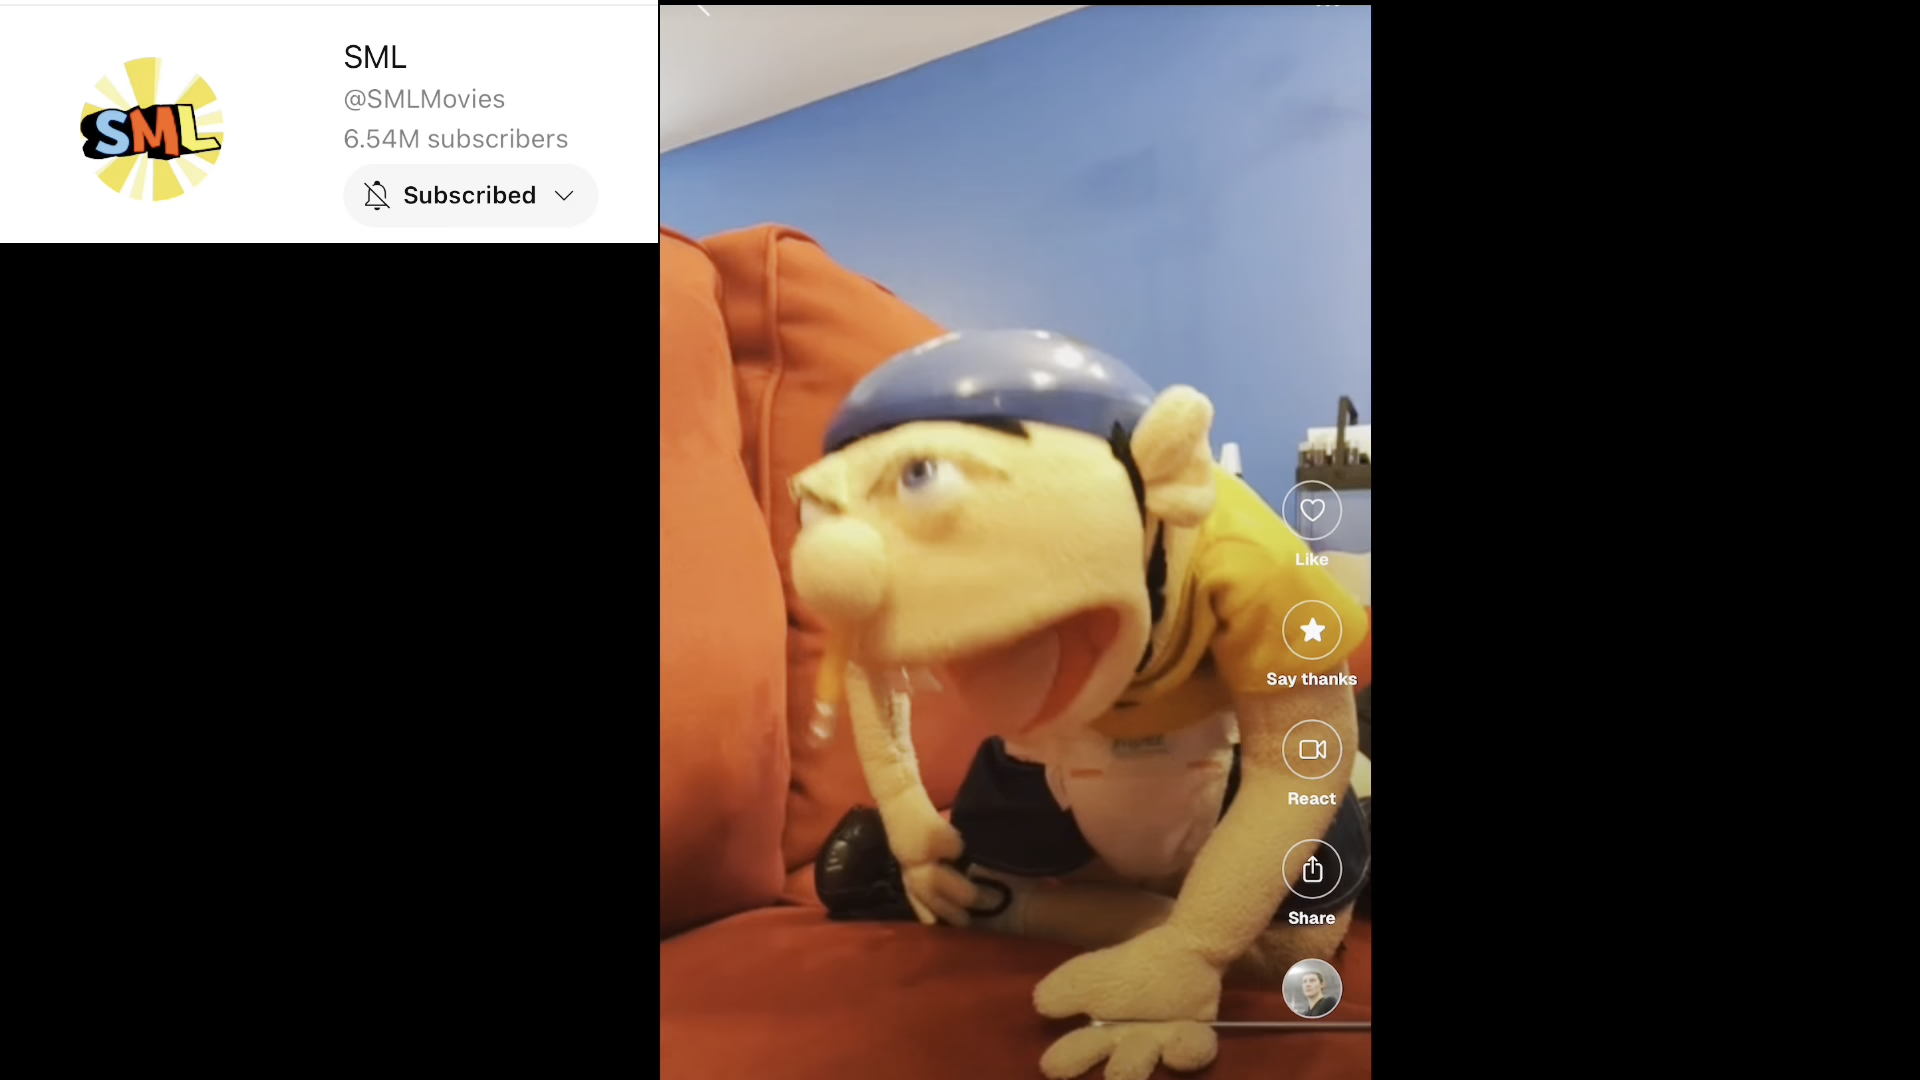 SML
SML
@SMLMovies
6.54M subscribers
Subscribed
Like
Say thanks
React
Share